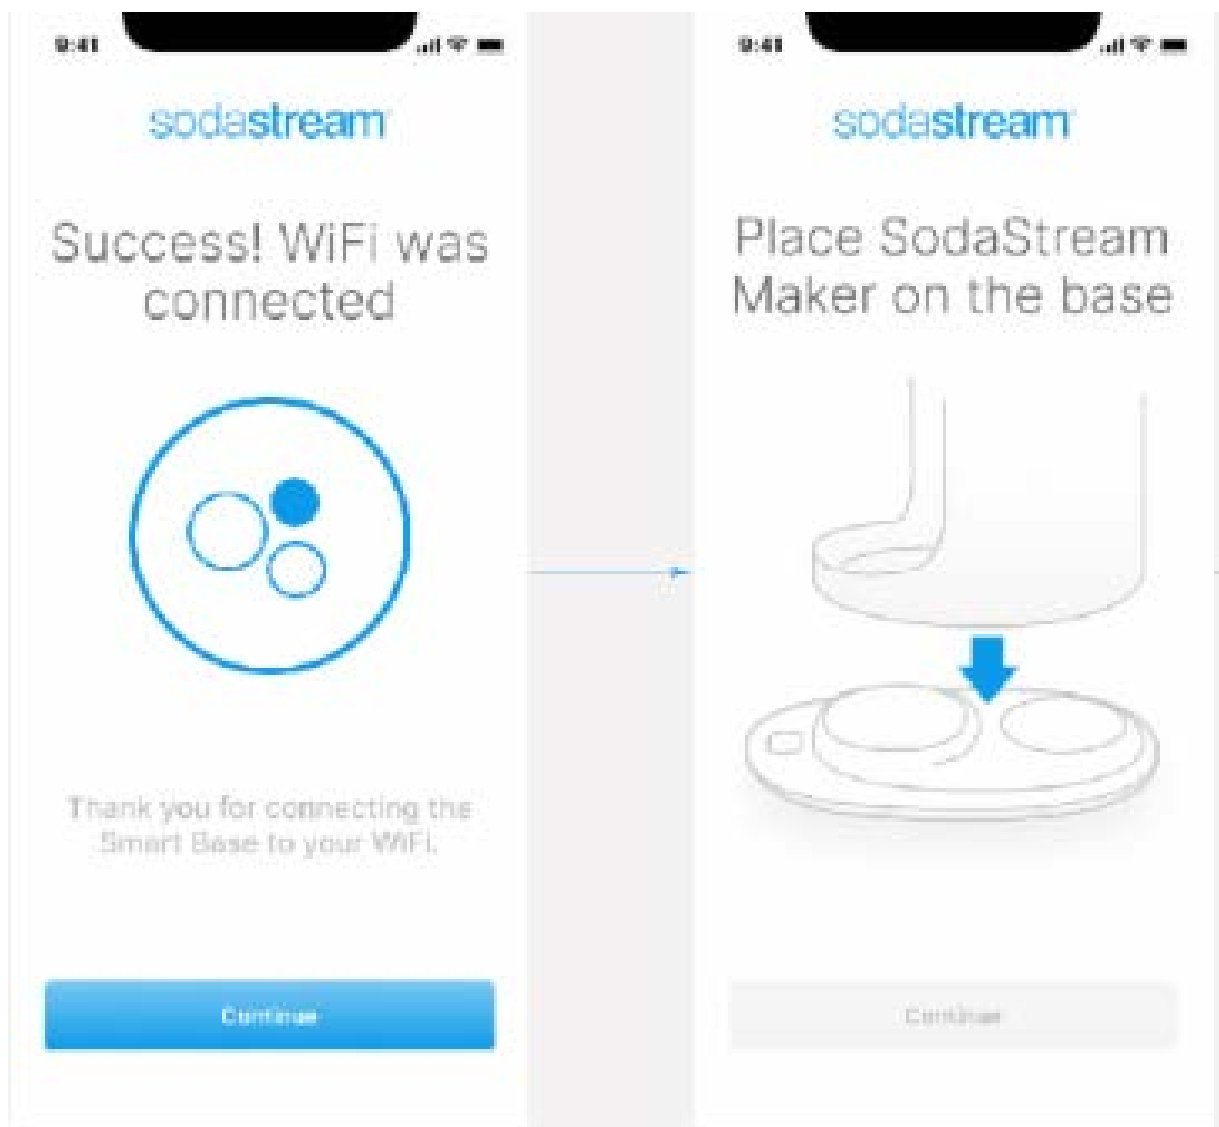 9:41
sodastream
Success! WiFi was
connected
Thank you for connecting the
Smart Base to your WiFi.
Continue
9:41
sodastream
Place SodaStream
Maker on the base
Continue